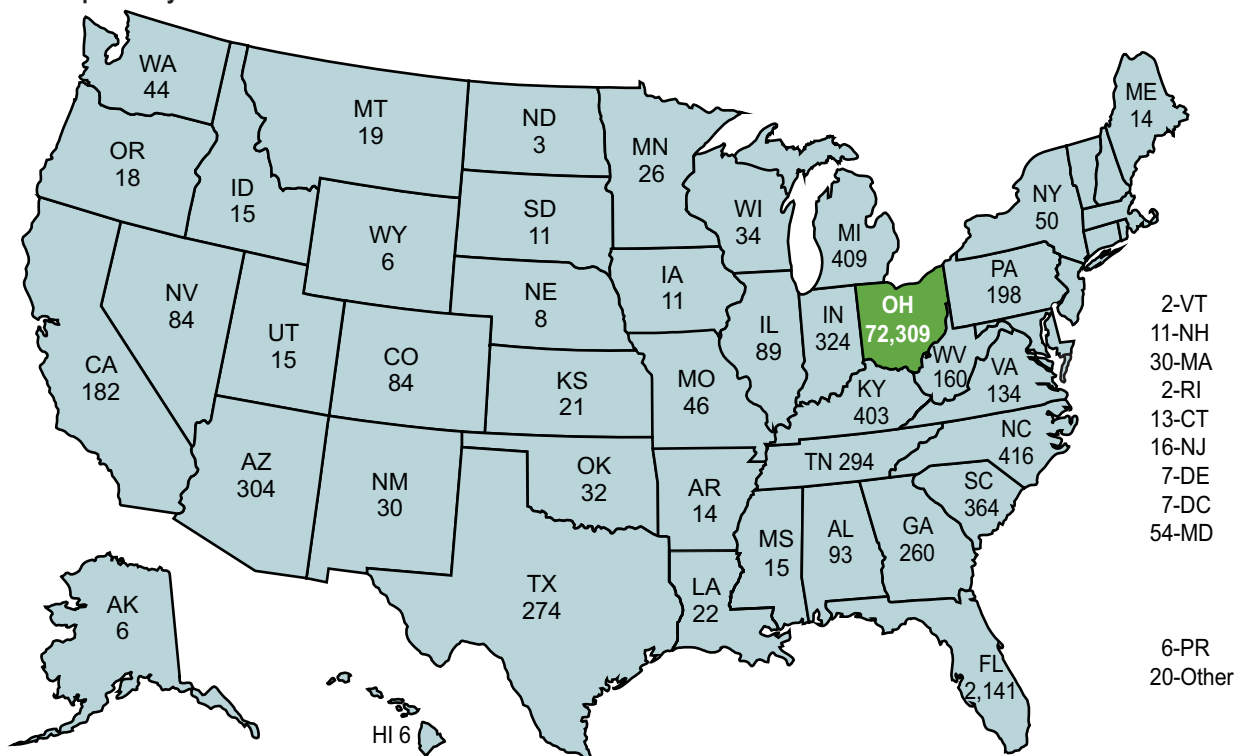 WA
44
OR
18
CA
182
NV
84
ID
15
MT
19
WY
6
UT
15
AZ
304
CO
84
NM
30
ND
3
SD
11
NE
8
KS
21
OK
32
TX
274
MN
26
IA
11
MO
46
AR
14
LA
22
WI
34
IL
89
MS
15
MI
409
IN
324
OH
72,309
KY
403
TN 294
AL
93
GA
260
FL
2,141
SC
364
NC
416
VA
134
WV
160
PA
198
NY
50
ME
14
2-VT
11-NH
30-MA
2-RI
13-CT
16-NJ
7-DE
7-DC
54-MD
6-PR
20-Other
AK
6
HI 6